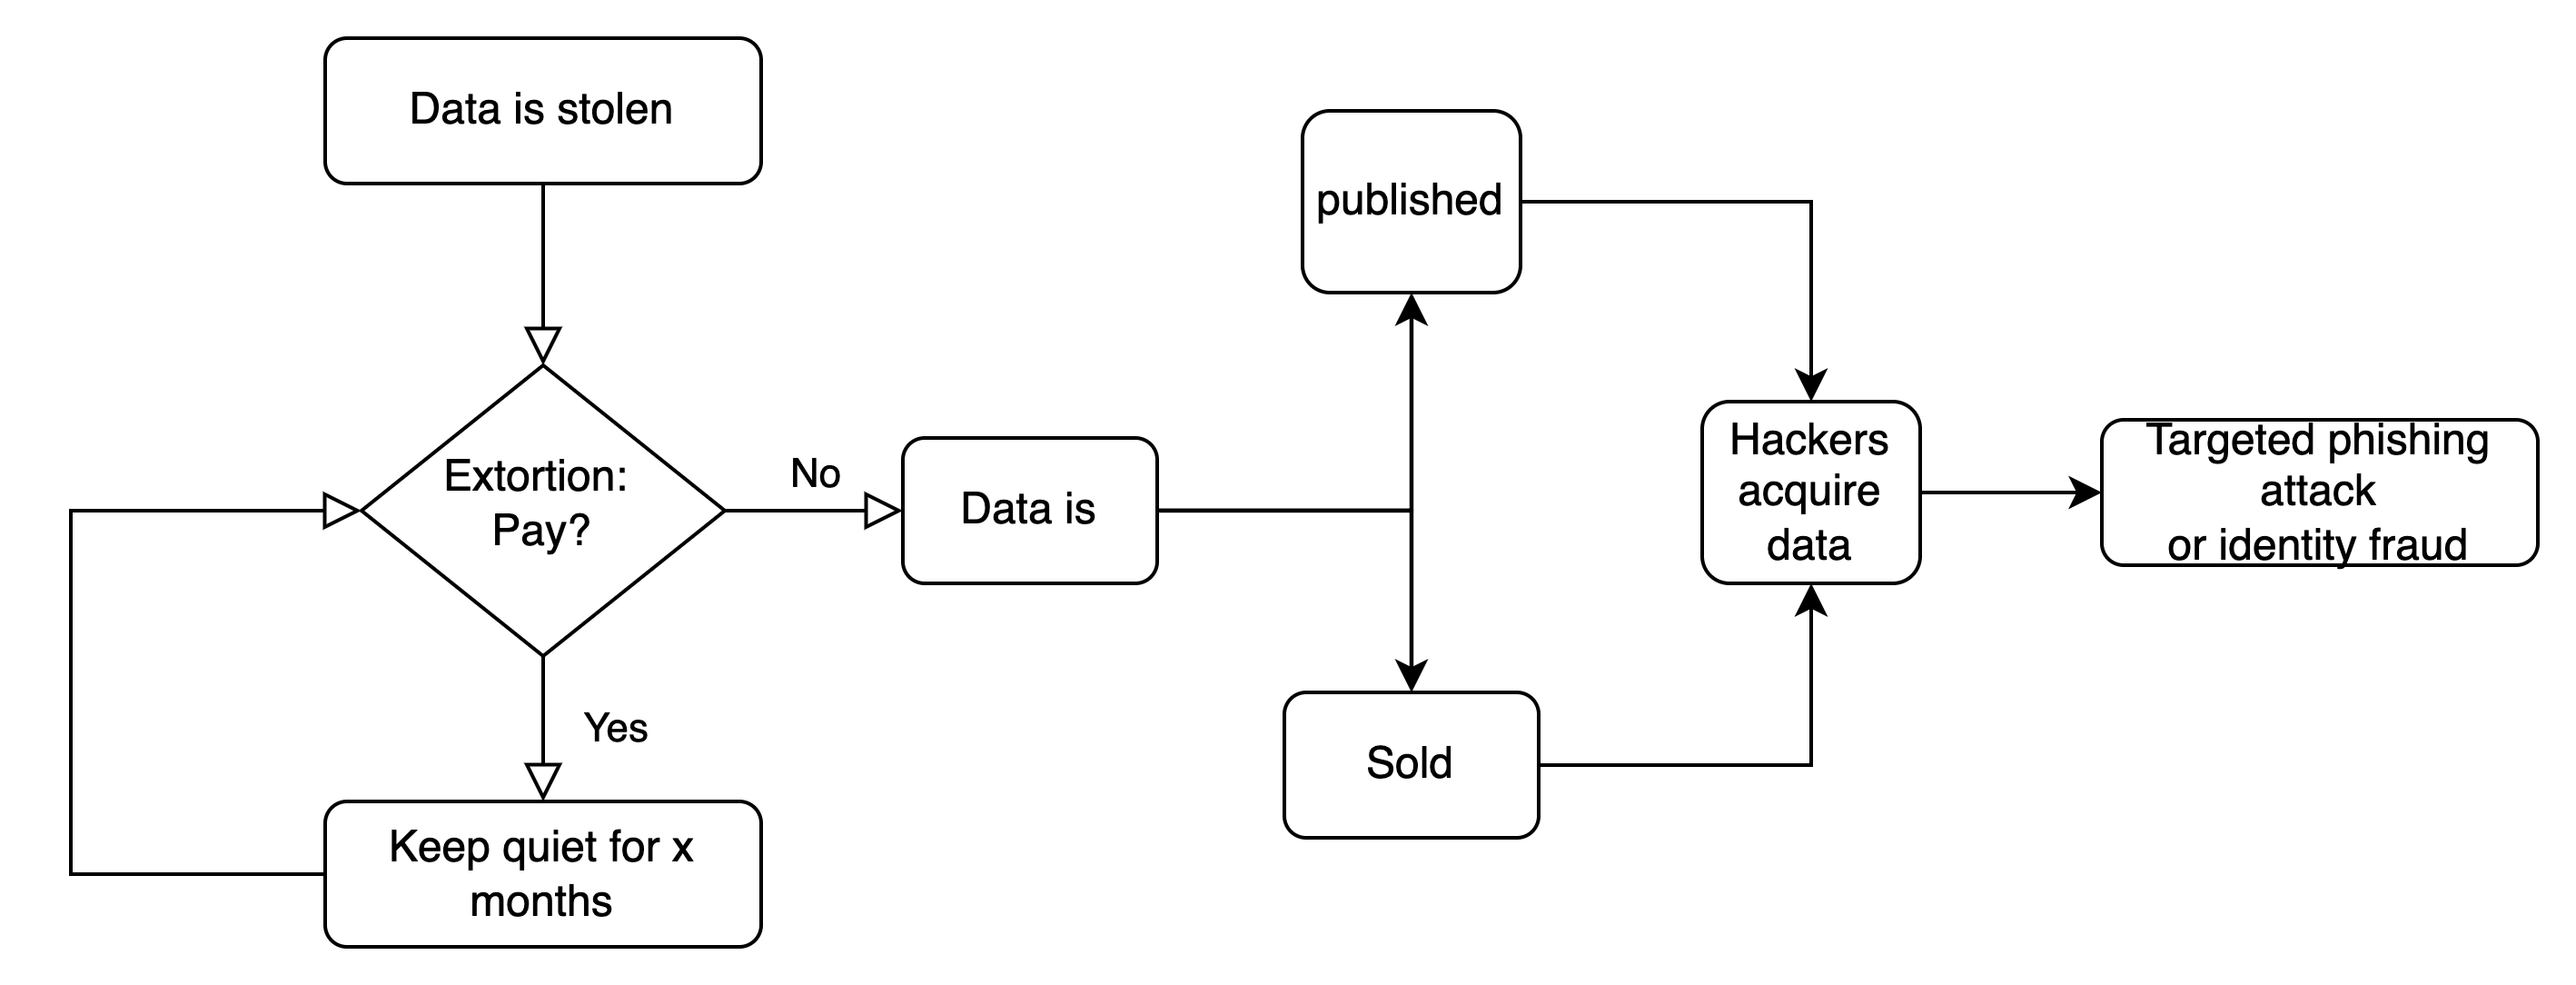 Data is stolen
Extortion:
Pay?
No
Yes
Keep quiet for x
months
Data is
published
Sold
Hackers
acquire
data
Targeted phishing
attack
or identity fraud